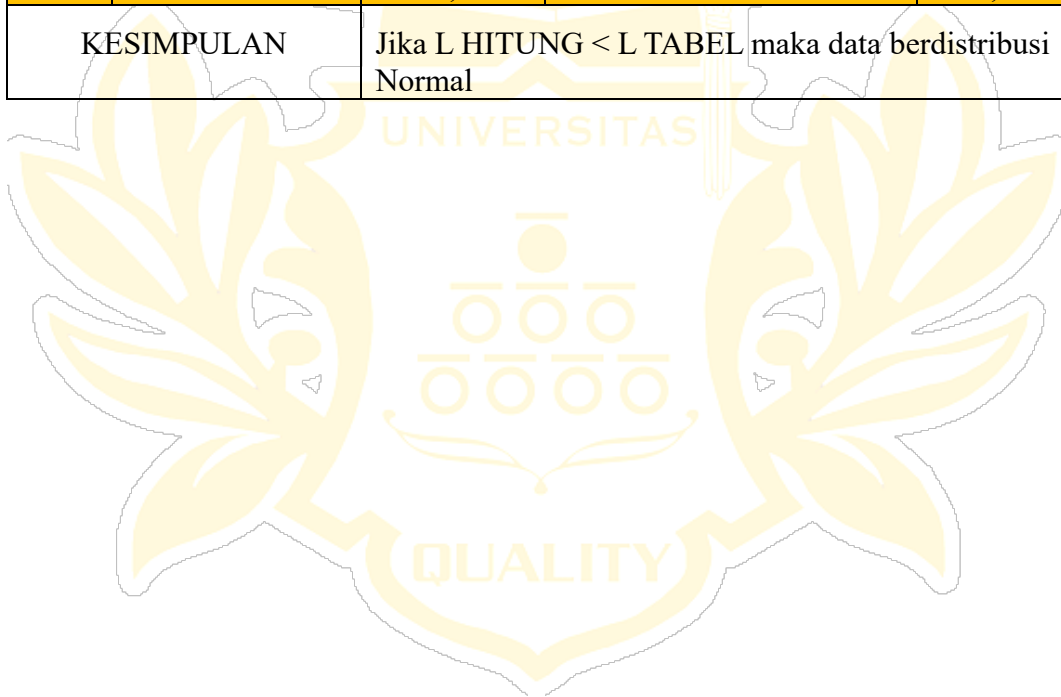 KESIMPULAN
Jika L HITUNG < L TABEL maka data berdistribusi
Normal
UNIVERSITAS
QUALITY